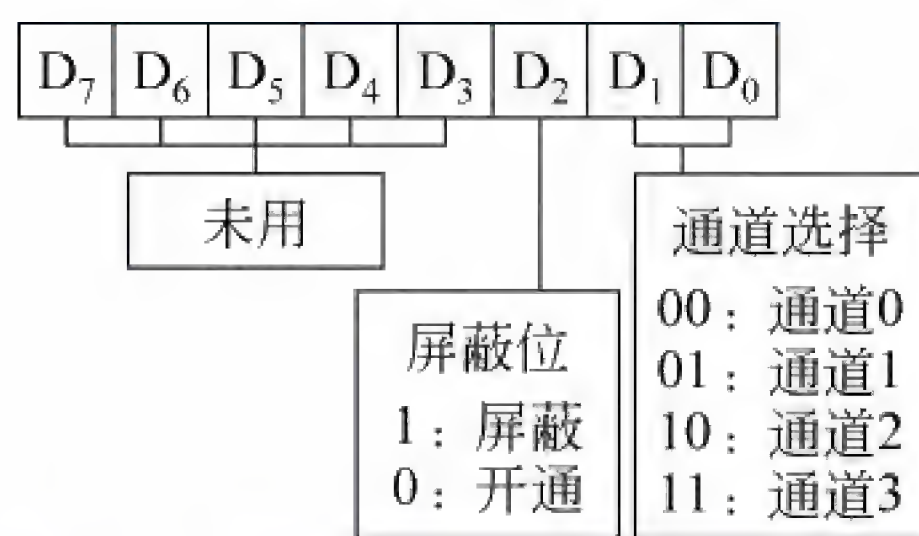 D₇ D₆ D₅ D₄ D₃ D₂ D₁ D₀
未用
屏蔽位
1：屏蔽
0：开通
通道选择
00：通道0
01：通道1
10：通道2
11：通道3